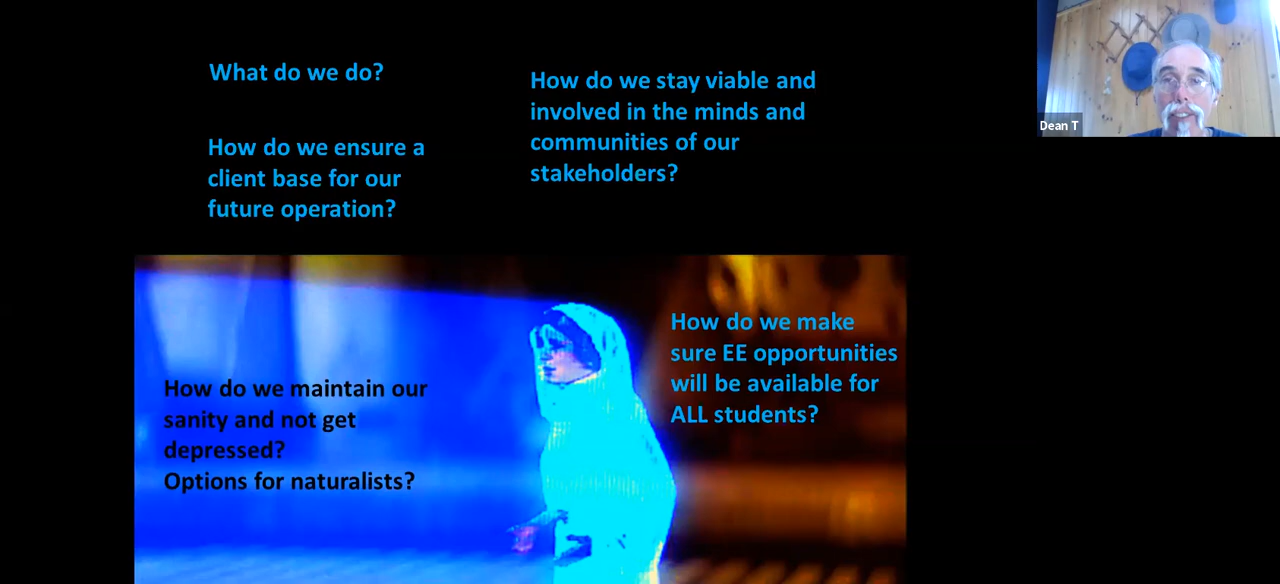 What do we do?
How do we ensure a
client base for our
future operation?
How do we stay viable and
involved in the minds and
communities of our
stakeholders?
Dean T
How do we maintain our
sanity and not get
depressed?
Options for naturalists?
How do we make
sure EE opportunities
will be available for
ALL students?